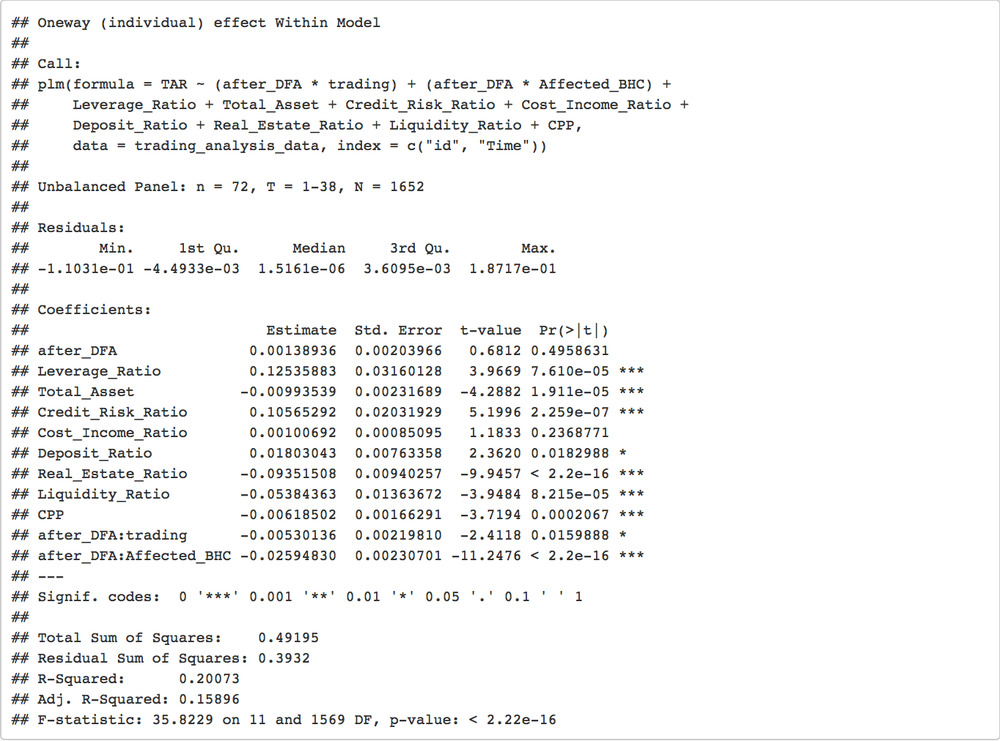 ## Oneway (individual) effect Within Model
##
## Call:
## plm(formula = TAR ~ (after_DFA * trading) + (after_DFA * Affected_BHC) +
##     Leverage_Ratio + Total_Asset + Credit_Risk_Ratio + Cost_Income_Ratio +
##     Deposit_Ratio + Real_Estate_Ratio + Liquidity_Ratio + CPP,
##     data = trading_analysis_data, index = c("id", "Time"))
##
## Unbalanced Panel: n = 72, T = 1-38, N = 1652
##
## Residuals:
##        Min.     1st Qu.      Median     3rd Qu.        Max.
## -1.1031e-01 -4.4933e-03  1.5161e-06  3.6095e-03  1.8717e-01
##
## Coefficients:
##                           Estimate  Std. Error  t-value  Pr(>|t|)
## after_DFA               0.00138936  0.00203966   0.6812 0.4958631
## Leverage_Ratio          0.12535883  0.03160128   3.9669 7.610e-05 ***
## Total_Asset            -0.00993539  0.00231689  -4.2882 1.911e-05 ***
## Credit_Risk_Ratio       0.10565292  0.02031929   5.1996 2.259e-07 ***
## Cost_Income_Ratio       0.00100692  0.00085095   1.1833 0.2368771
## Deposit_Ratio           0.01803043  0.00763358   2.3620 0.0182988 *
## Real_Estate_Ratio      -0.09351508  0.00940257  -9.9457 < 2.2e-16 ***
## Liquidity_Ratio        -0.05384363  0.01363672  -3.9484 8.215e-05 ***
## CPP                    -0.00618502  0.00166291  -3.7194 0.0002067 ***
## after_DFA:trading      -0.00530136  0.00219810  -2.4118 0.0159888 *
## after_DFA:Affected_BHC -0.02594830  0.00230701 -11.2476 < 2.2e-16 ***
## ---
## Signif. codes:  0 '***' 0.001 '**' 0.01 '*' 0.05 '.' 0.1 ' ' 1
##
## Total Sum of Squares:    0.49195
## Residual Sum of Squares: 0.3932
## R-Squared:      0.20073
## Adj. R-Squared: 0.15896
## F-statistic: 35.8229 on 11 and 1569 DF, p-value: < 2.22e-16